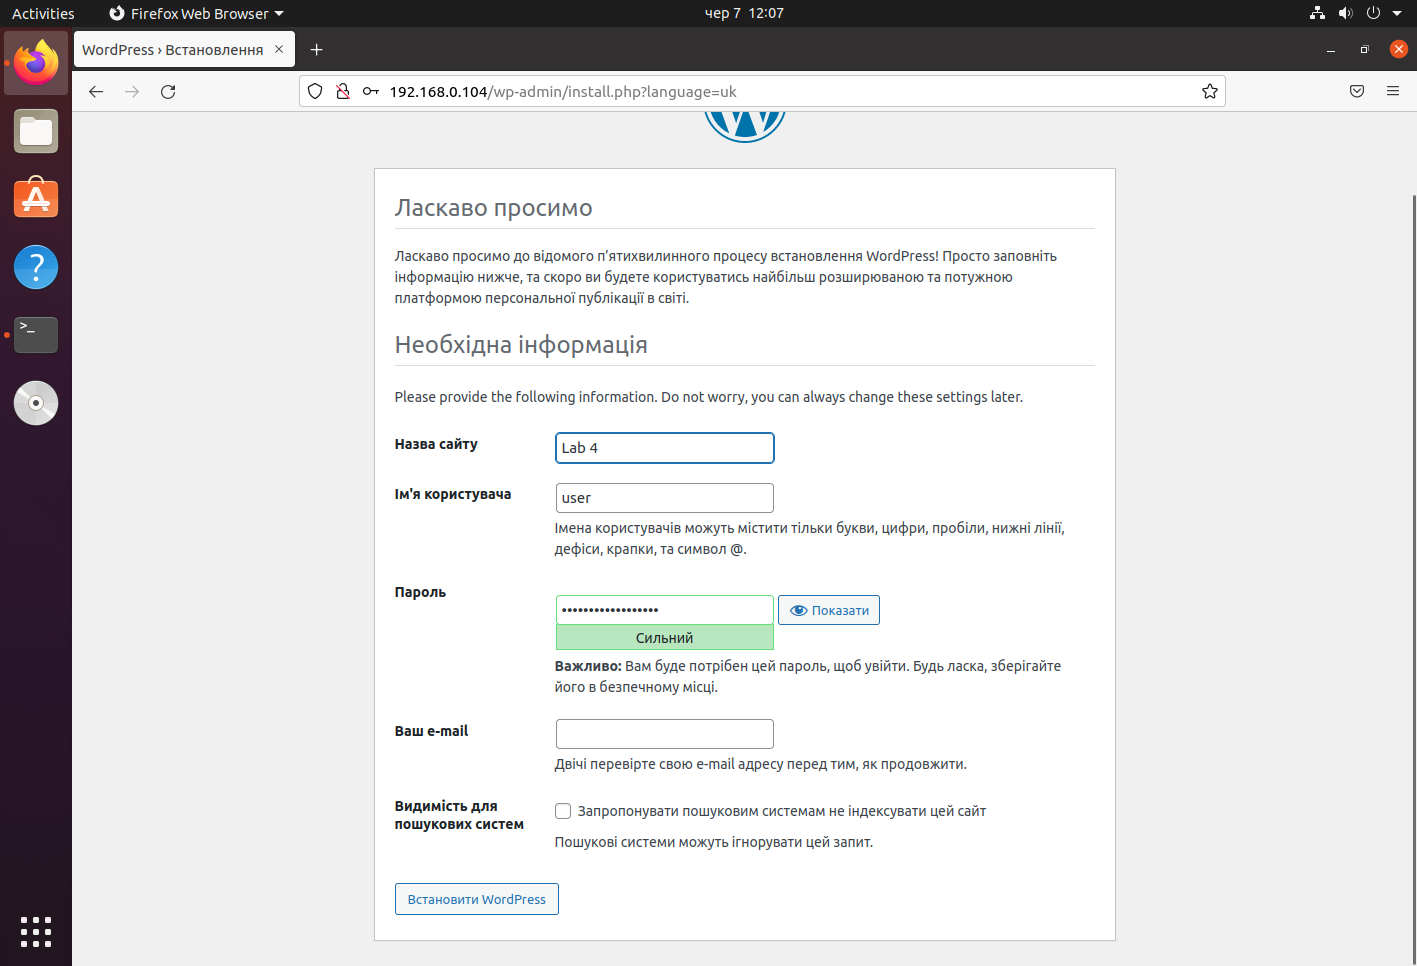 Activities
Firefox Web Browser
чер 7 12:07
WordPress › Встановлення
192.168.0.104/wp-admin/install.php?language=uk
Ласкаво просимо
Ласкаво просимо до відомого п’ятихвилинного процесу встановлення WordPress! Просто заповніть
інформацію нижче, та скоро ви будете користуватись найбільш розширюваною та потужною
платформою персональної публікації в світі.
Необхідна інформація
Please provide the following information. Do not worry, you can always change these settings later.
Назва сайту
Lab 4
Ім'я користувача
user
Імена користувачів можуть містити тільки букви, цифри, пробіли, нижні лінії,
дефіси, крапки, та символ @.
Пароль
••••••••••••••••••
Показати
Сильний
Важливо: Вам буде потрібен цей пароль, щоб увійти. Будь ласка, зберігайте
його в безпечному місці.
Ваш e-mail
Двічі перевірте свою e-mail адресу перед тим, як продовжити.
Видимість для
пошукових систем
Запропонувати пошуковим системам не індексувати цей сайт
Пошукові системи можуть ігнорувати цей запит.
Встановити WordPress